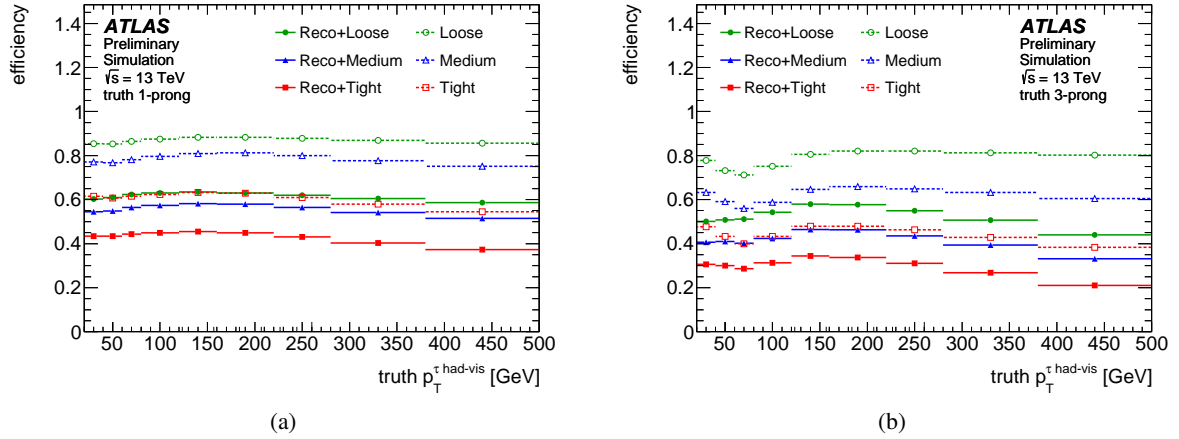 efficiency
1.4
1.2
1
0.8
0.6
0.4
0.2
0
ATLAS
Preliminary
Simulation
√s = 13 TeV
truth 1-prong
Reco+Loose
Reco+Medium
Reco+Tight
Loose
Medium
Tight
50 100 150 200 250 300 350 400 450 500
truth p_T^{τ had-vis} [GeV]
(a)
efficiency
1.4
1.2
1
0.8
0.6
0.4
0.2
0
Reco+Loose
Reco+Medium
Reco+Tight
Loose
Medium
Tight
ATLAS
Preliminary
Simulation
√s = 13 TeV
truth 3-prong
50 100 150 200 250 300 350 400 450 500
truth p_T^{τ had-vis} [GeV]
(b)